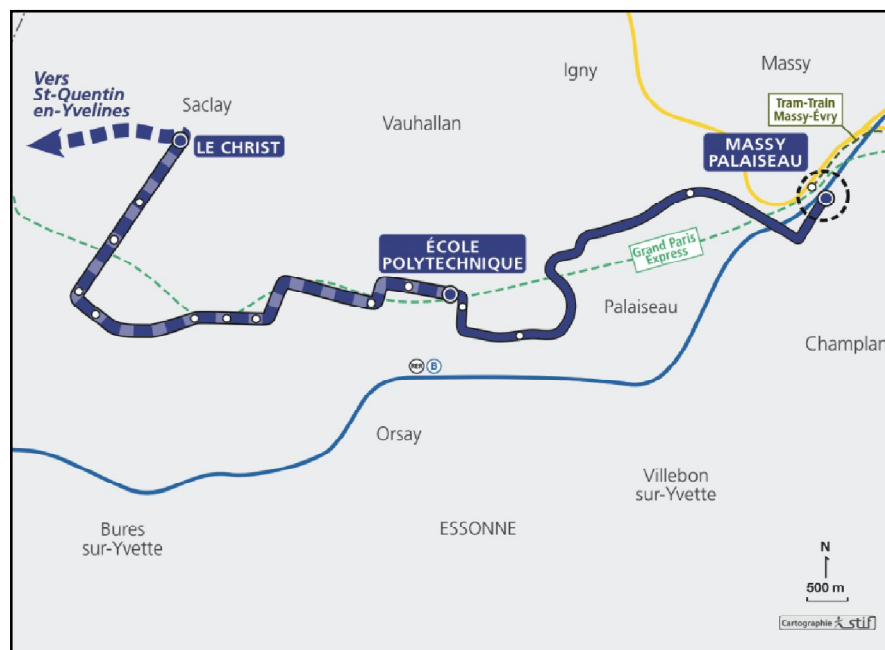 Vers
St-Quentin
en-Yvelines
Saclay
LE CHRIST
Vauhallan
Igny
Massy
Tram-Train
Massy-Évry
MASSY
PALAISEAU
ÉCOLE
POLYTECHNIQUE
Grand Paris
Express
Palaiseau
Champlan
RER B
Orsay
Villebon
sur-Yvette
Bures
sur-Yvette
ESSONNE
N
500 m
Cartographie stif